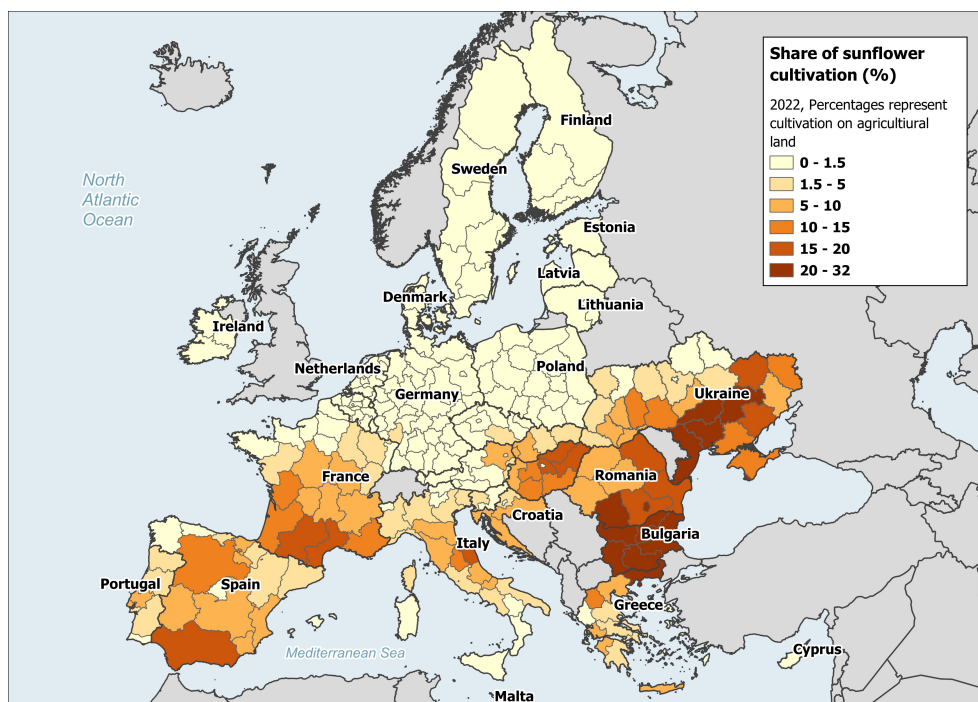 Share of sunflower
cultivation (%)
2022, Percentages represent
cultivation on agricultiural
land
0 - 1.5
1.5 - 5
5 - 10
10 - 15
15 - 20
20 - 32
North
Atlantic
Ocean
Finland
Sweden
Estonia
Latvia
Denmark
Lithuania
Ireland
Netherlands
Poland
Germany
Ukraine
France
Romania
Croatia
Bulgaria
Italy
Portugal
Spain
Greece
Mediterranean Sea
Cyprus
Malta